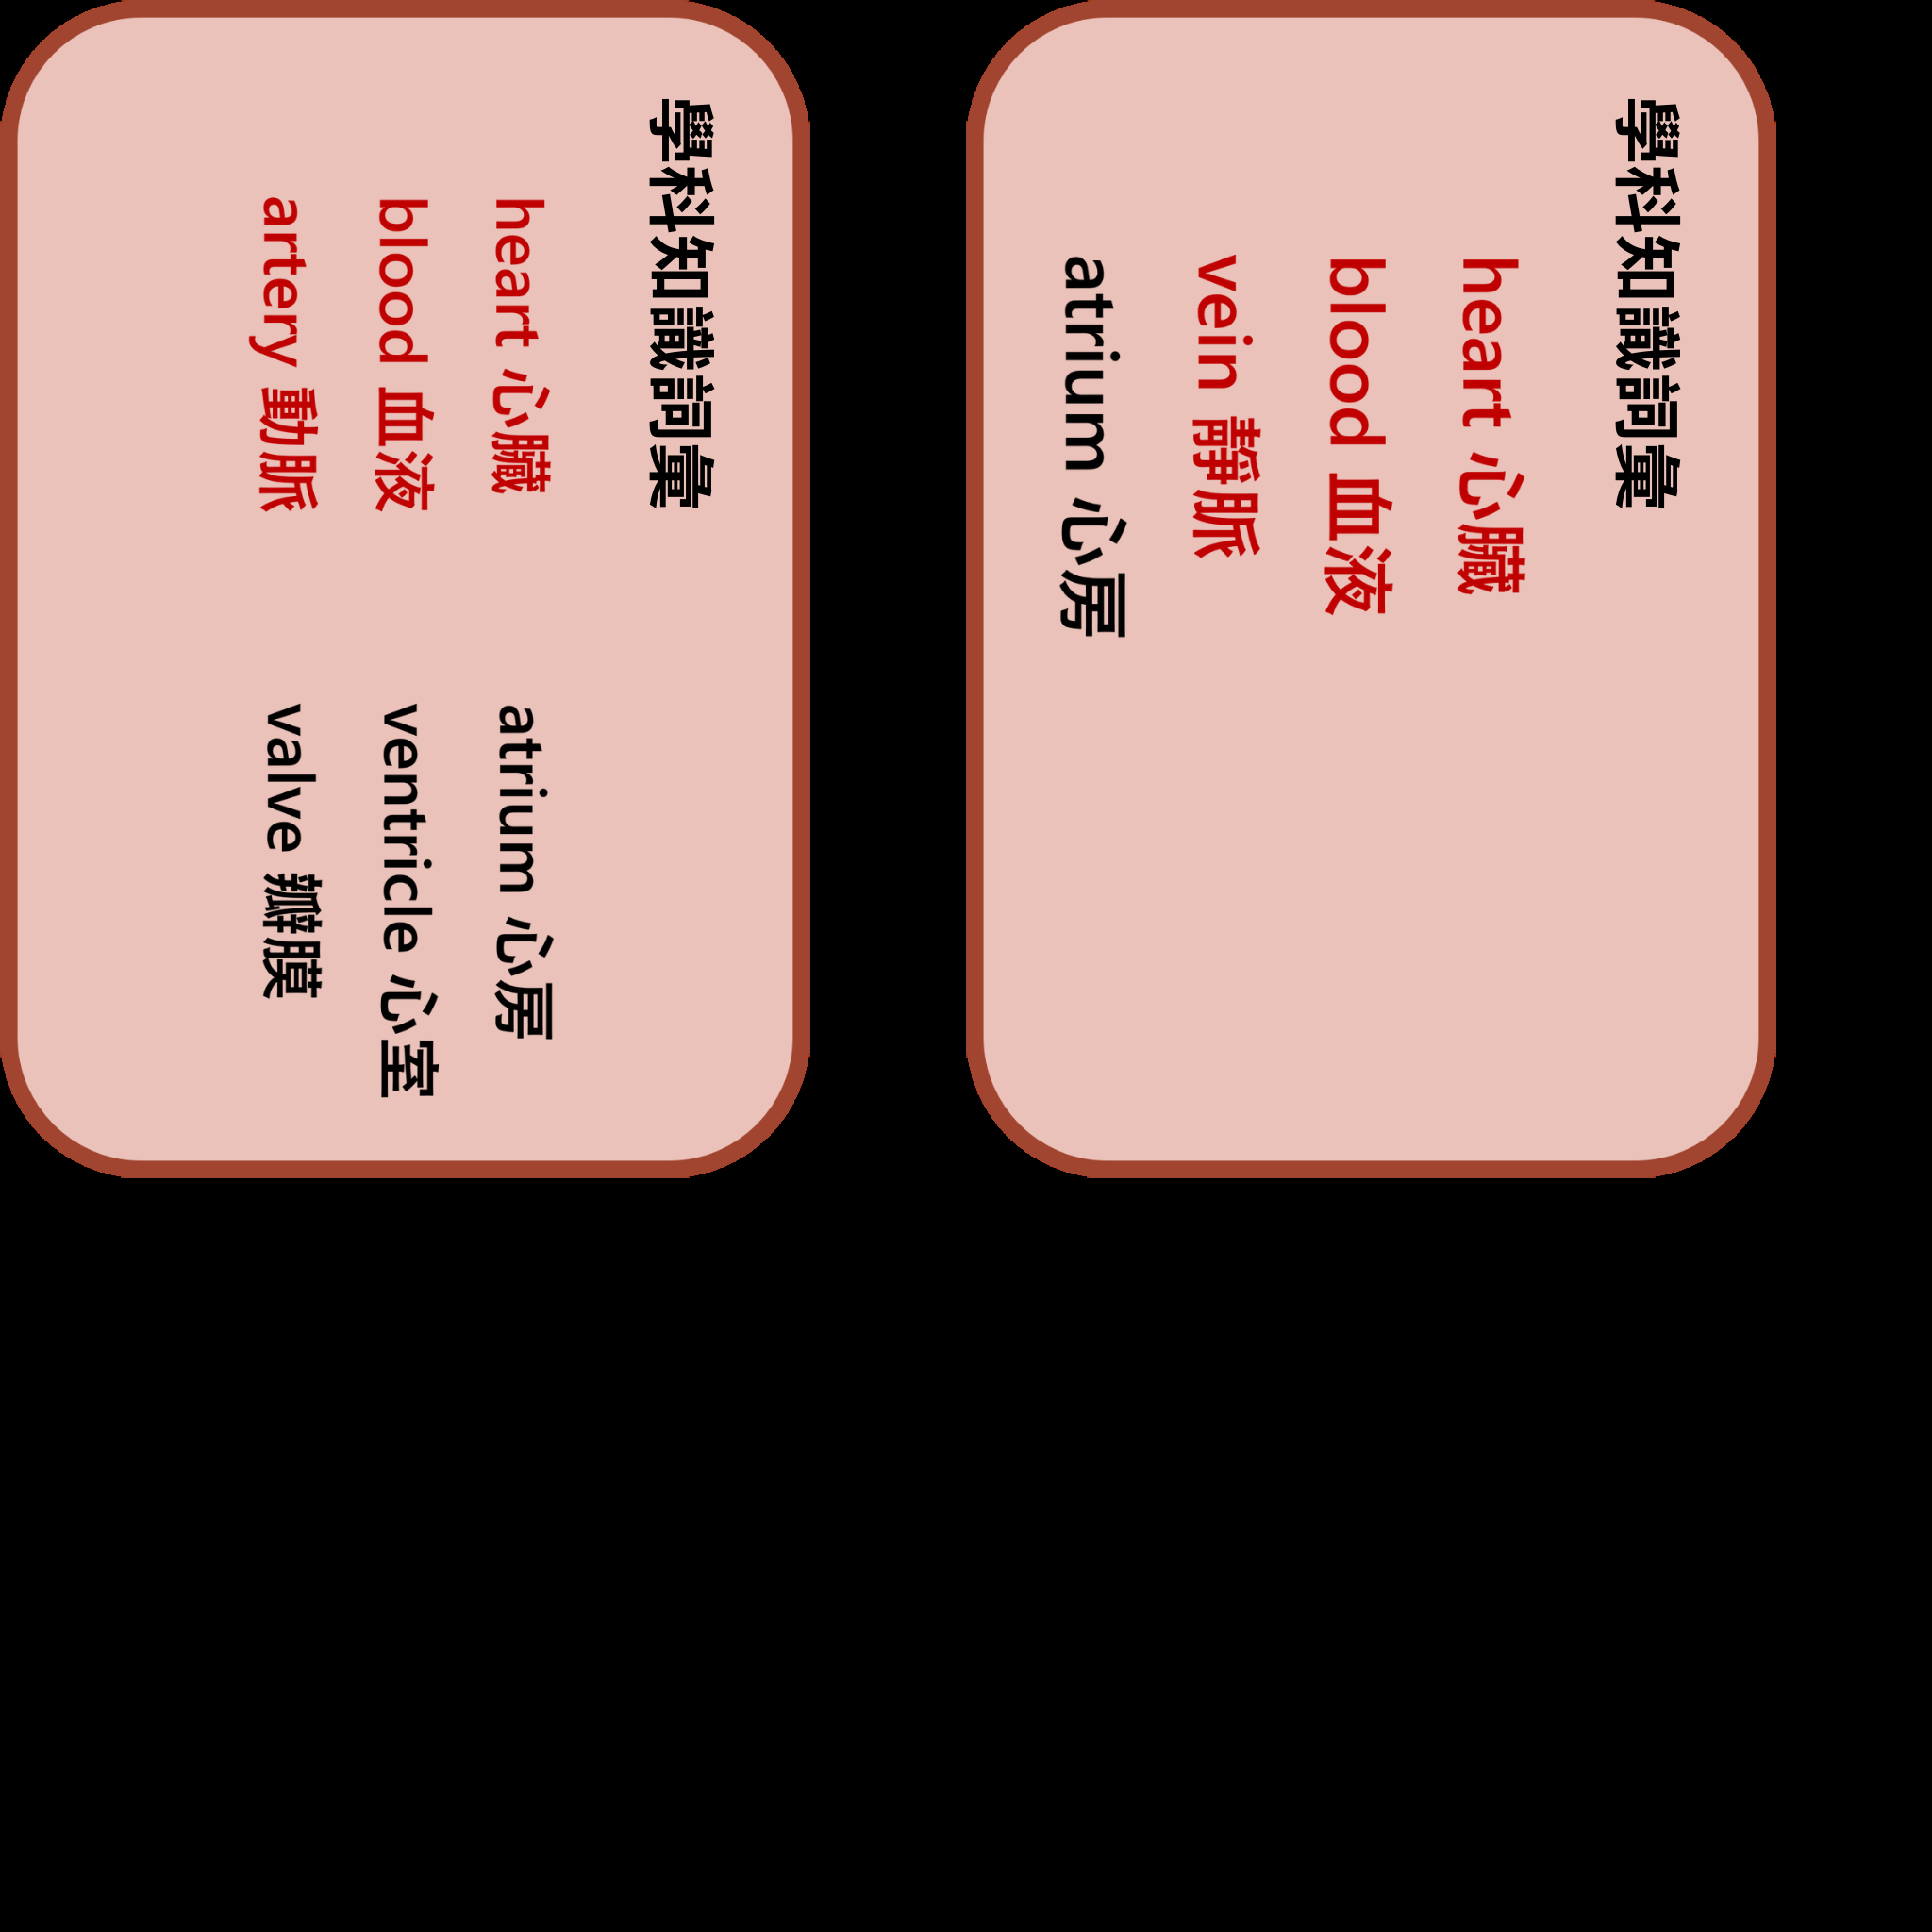 學科知識詞彙
heart 心臟
blood 血液
artery 動脈
atrium 心房
ventricle 心室
valve 瓣膜
學科知識詞彙
heart 心臟
blood 血液
vein 靜脈
atrium 心房